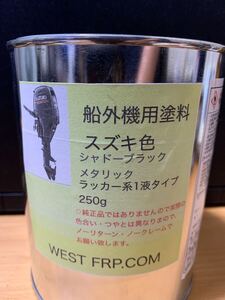 船外機用塗料
スズキ色
シャドーブラック
メタリック
ラッカー系1液タイプ
250g
◎純正品ではありませんので実際の
色合い・つやとは異なりますので、
ノーリターン・ノークレームで
お願い致します。
WEST FRP.COM